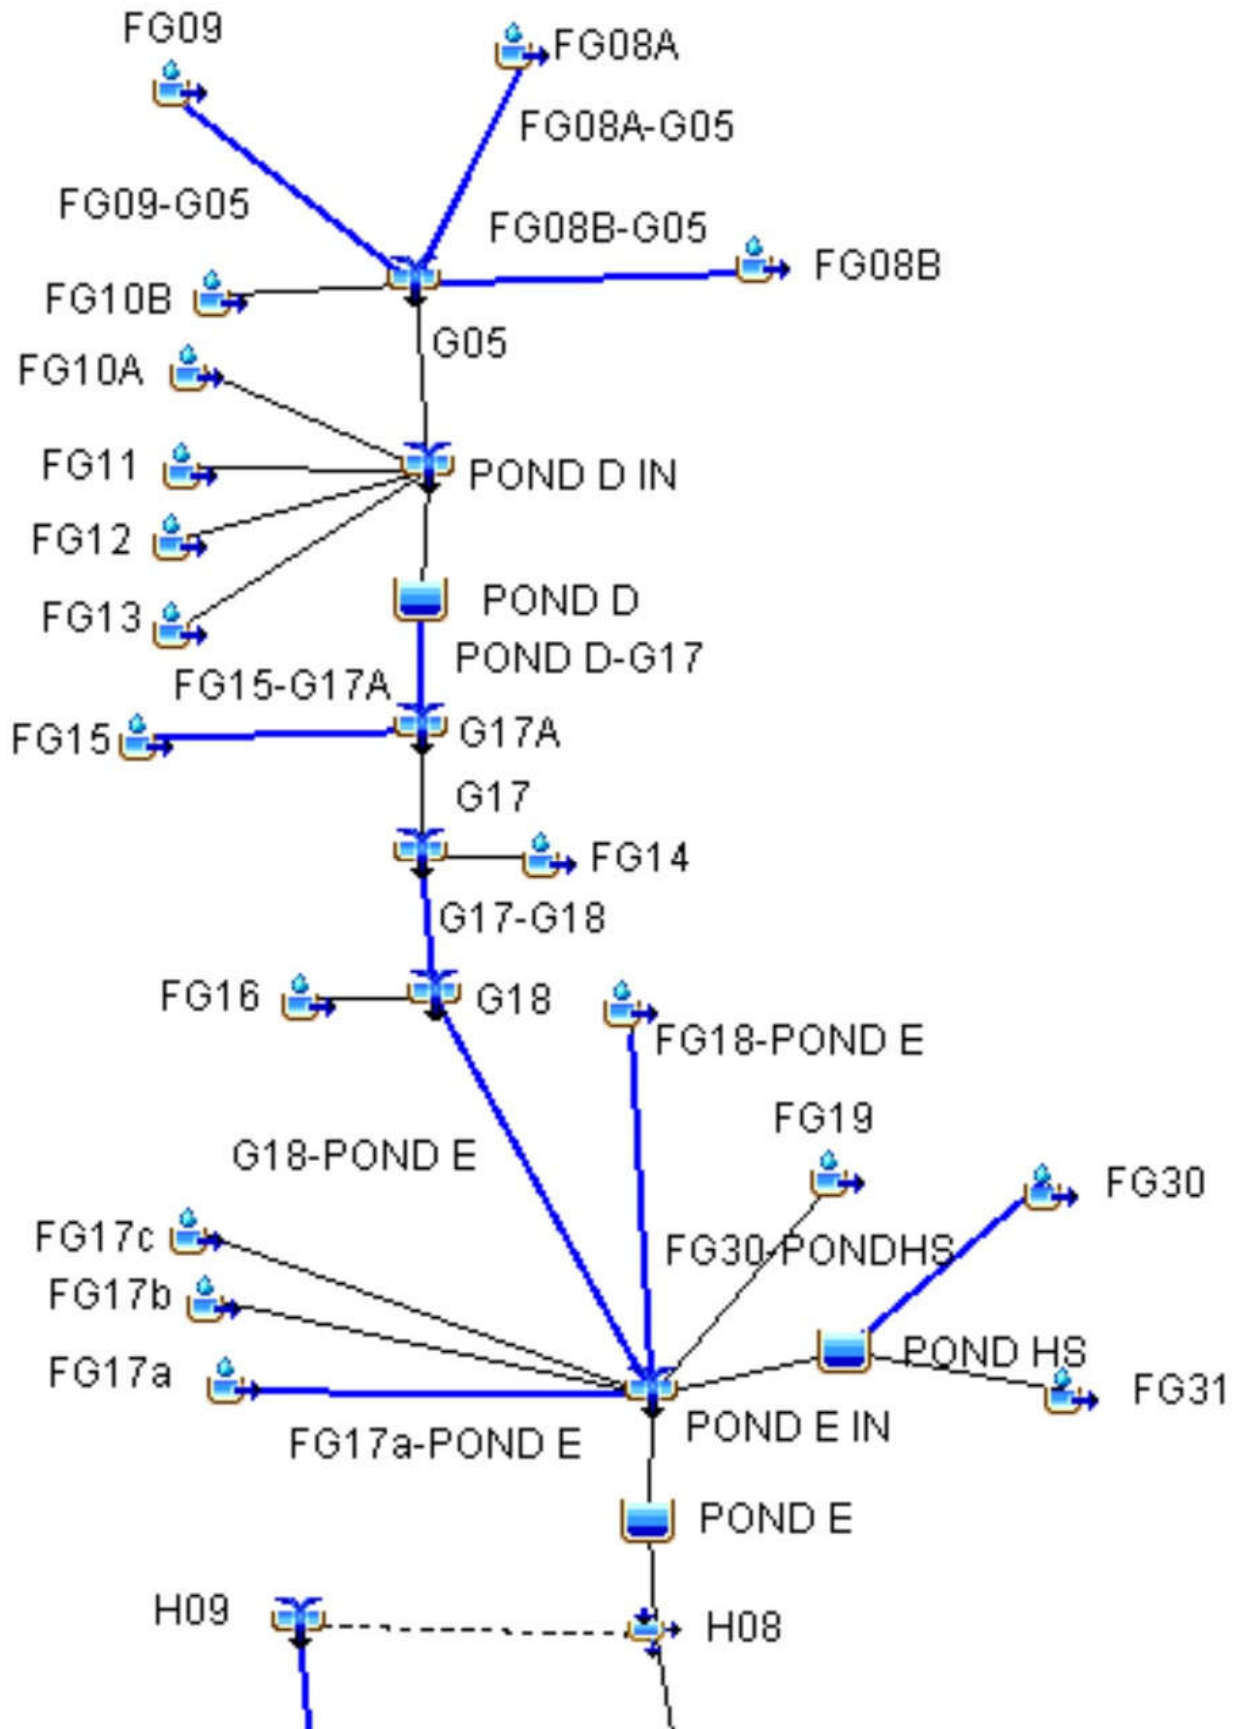 FG09
FG08A
FG08A-G05
FG09-G05
FG08B-G05
FG08B
FG10B
G05
FG10A
FG11
POND D IN
FG12
POND D
FG13
POND D-G17
FG15-G17A
FG15
G17A
G17
FG14
G17-G18
FG16
G18
FG18-POND E
FG19
G18-POND E
FG30
FG17c
FG30-PONDHS
FG17b
POND HS
FG17a
FG31
POND E IN
FG17a-POND E
POND E
H09
H08